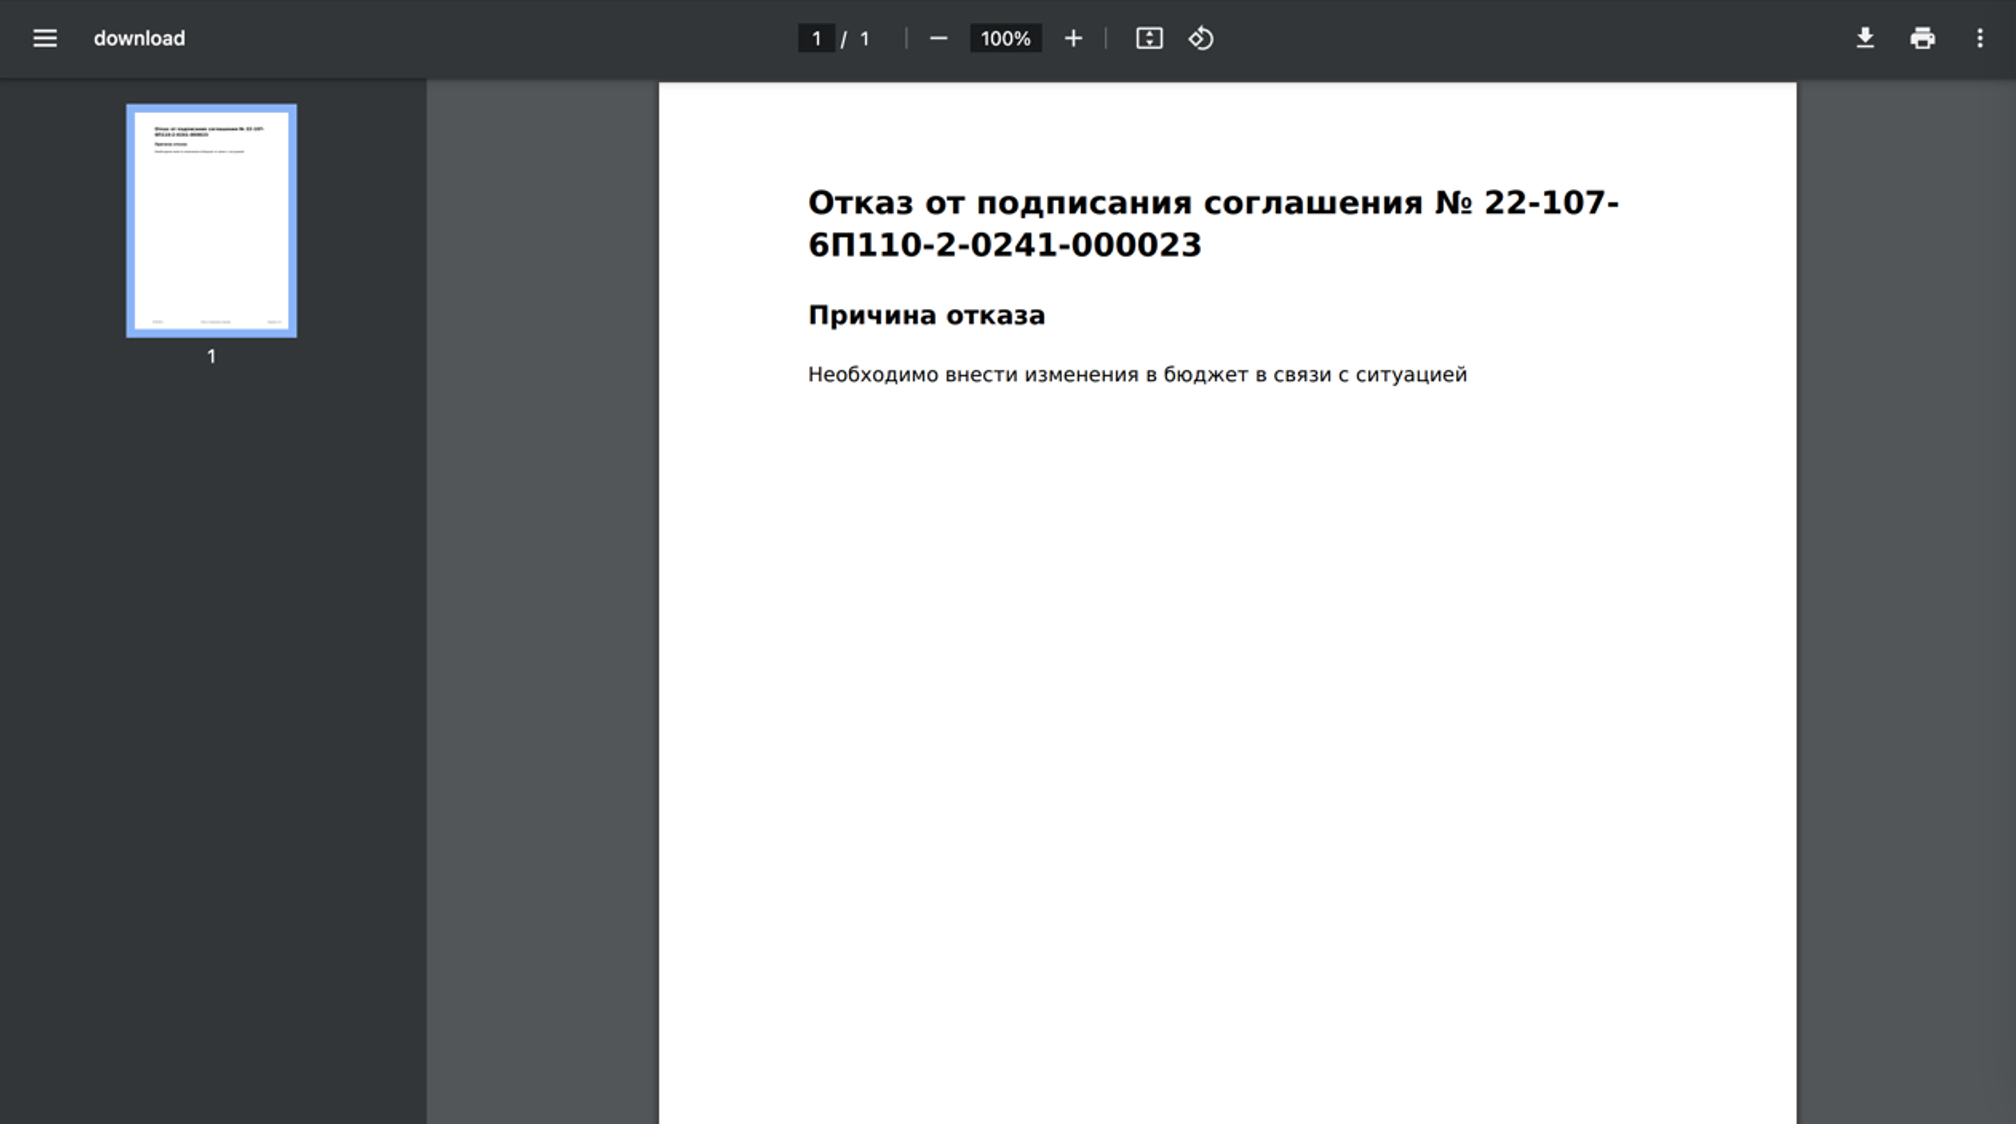 download
1 / 1
100%
1
Отказ от подписания соглашения № 22-107-
6П110-2-0241-000023
Причина отказа
Необходимо внести изменения в бюджет в связи с ситуацией